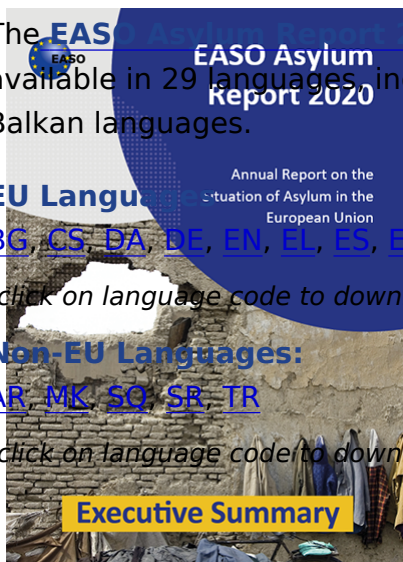 The EASO Asylum Report 2
EASO
EASO Asylum
Report 2020
available in 29 languages, in
Balkan languages.
Annual Report on the
Situation of Asylum in the
European Union
EU Languages:
BG, CS, DA, DE, EN, EL, ES, E
click on language code to down
Non-EU Languages:
AR, MK, SQ, SR, TR
click on language code to down
Executive Summary